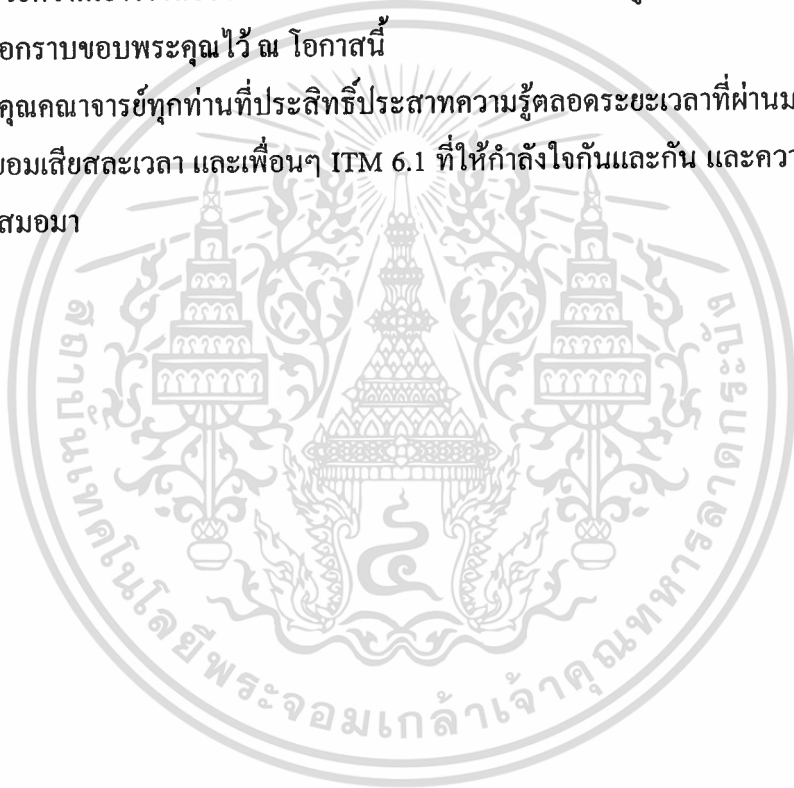 อกราบขอบพระคุณไว้ ณ โอกาสนี้
คุณคณาจารย์ทุกท่านที่ประสิทธิ์ประสาทความรู้ตลอดระยะเวลาที่ผ่านม
ยอมเสียสละเวลา และเพื่อนๆ ITM 6.1 ที่ให้กำลังใจกันและกัน และคว
สมอมา
สถาบันเทคโนโลยีพระจอมเกล้าเจ้าคุณทหารลาดกระบัง